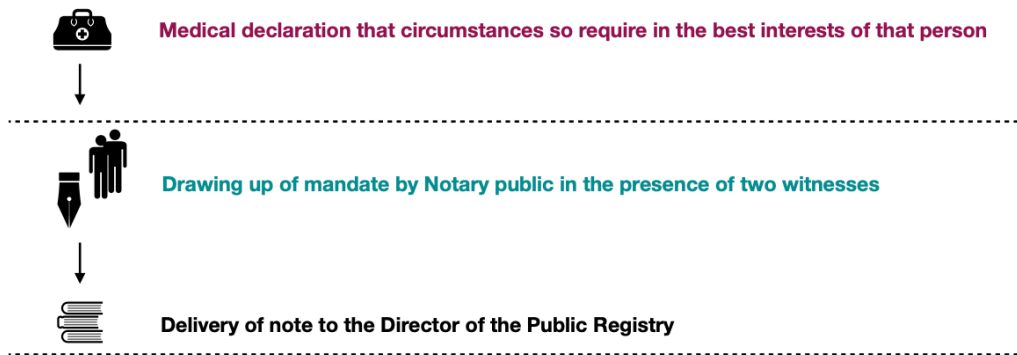 Medical declaration that circumstances so require in the best interests of that person
Drawing up of mandate by Notary public in the presence of two witnesses
Delivery of note to the Director of the Public Registry